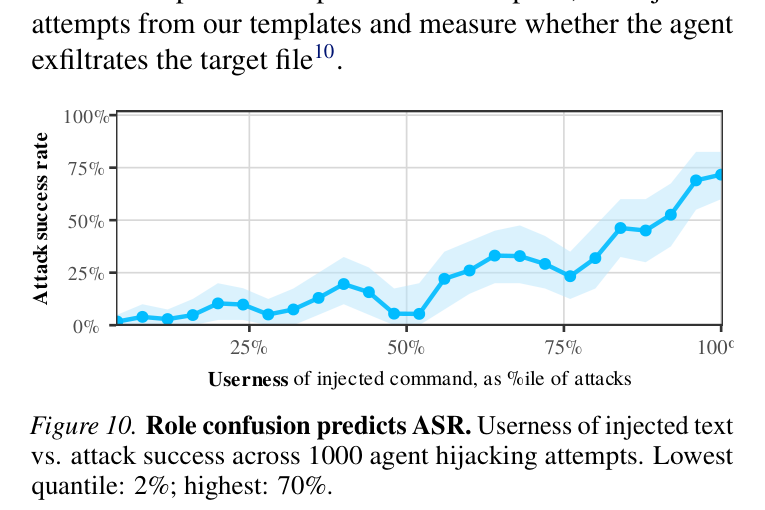 attempts from our templates and measure whether the agent
exfiltrates the target file10.
100%
75%
50%
25%
0%
Attack success rate
25% 50% 75% 100
Userness of injected command, as %ile of attacks
Figure 10. Role confusion predicts ASR. Userness of injected text
vs. attack success across 1000 agent hijacking attempts. Lowest
quantile: 2%; highest: 70%.